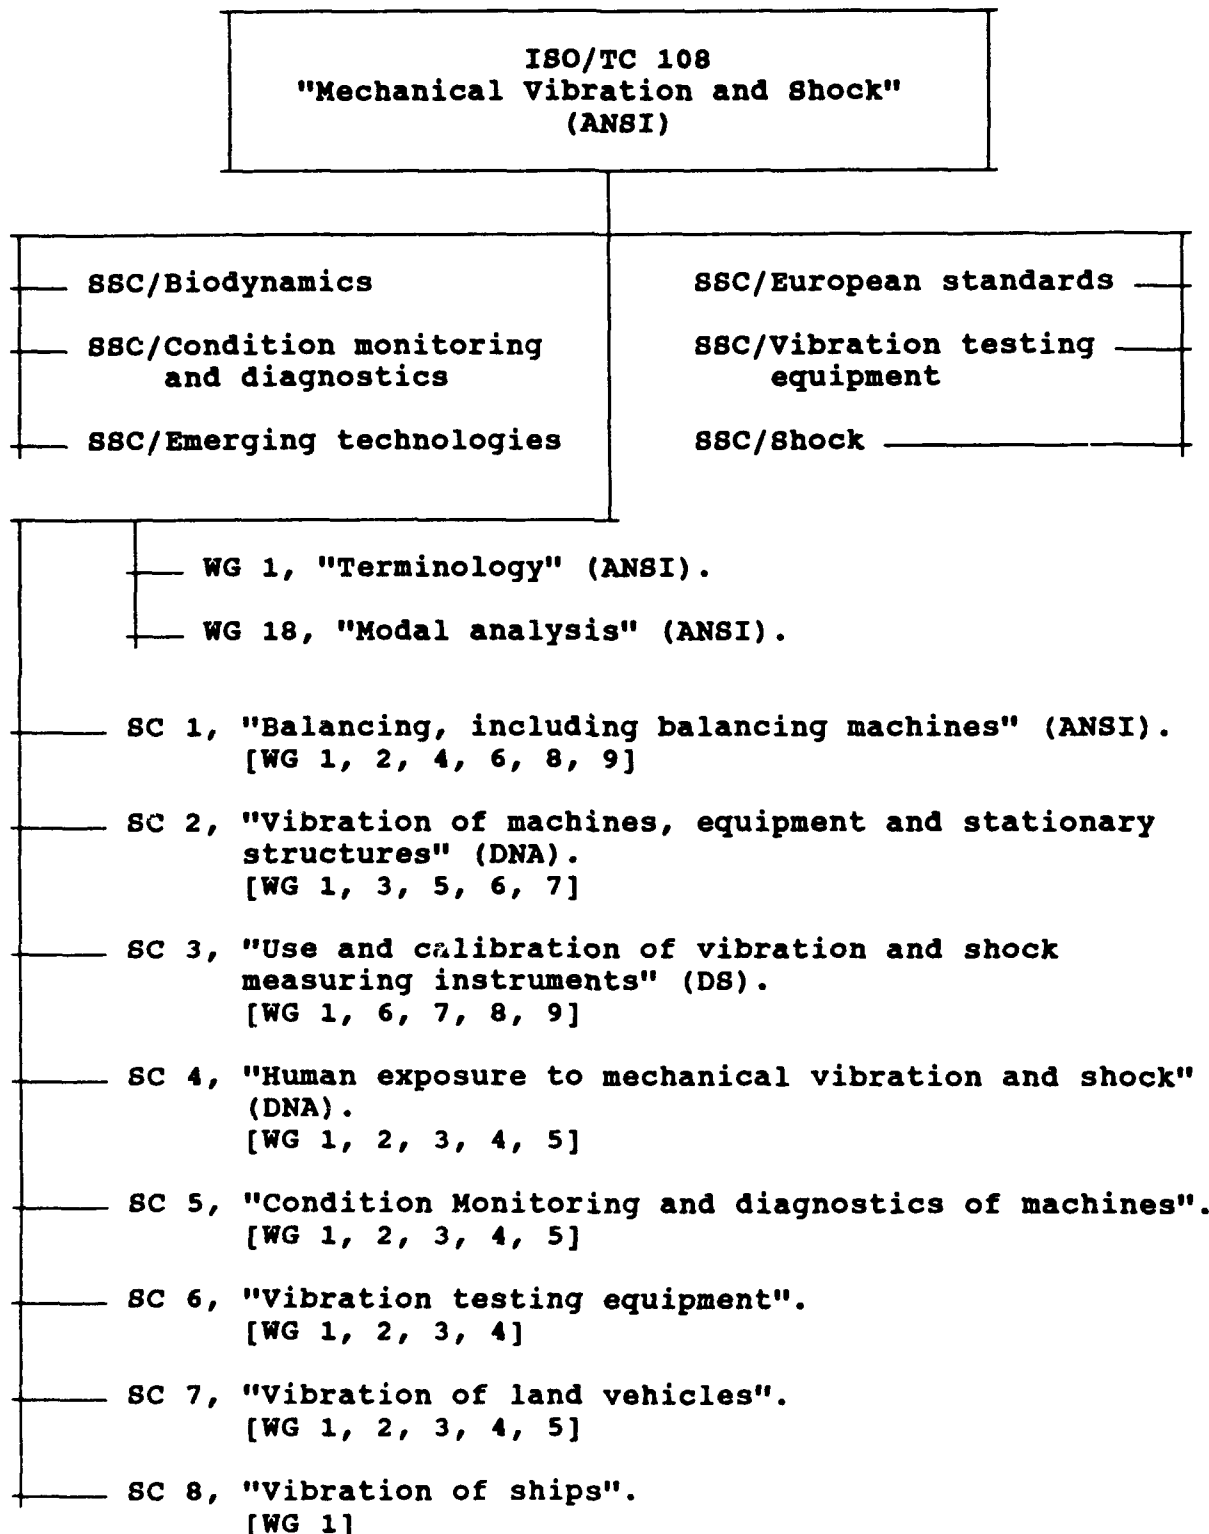 ISO/TC 108
"Mechanical Vibration and Shock"
(ANSI)
SSC/Biodynamics
SSC/Condition monitoring
and diagnostics
SSC/Emerging technologies
SSC/European standards
SSC/Vibration testing
equipment
SSC/Shock
WG 1, "Terminology" (ANSI).
WG 18, "Modal analysis" (ANSI).
SC 1, "Balancing, including balancing machines" (ANSI).
[WG 1, 2, 4, 6, 8, 9]
SC 2, "Vibration of machines, equipment and stationary
structures" (DNA).
[WG 1, 3, 5, 6, 7]
SC 3, "Use and calibration of vibration and shock
measuring instruments" (DS).
[WG 1, 6, 7, 8, 9]
SC 4, "Human exposure to mechanical vibration and shock"
(DNA).
[WG 1, 2, 3, 4, 5]
SC 5, "Condition Monitoring and diagnostics of machines".
[WG 1, 2, 3, 4, 5]
SC 6, "Vibration testing equipment".
[WG 1, 2, 3, 4]
SC 7, "Vibration of land vehicles".
[WG 1, 2, 3, 4, 5]
SC 8, "Vibration of ships".
[WG 1]